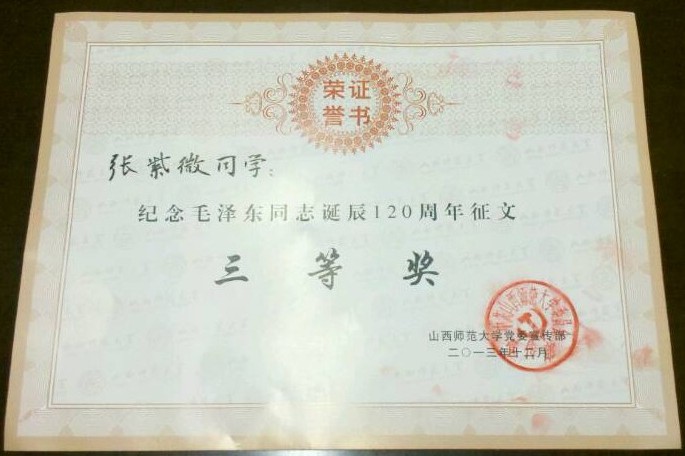 荣证
誉书
张紫微同学：
纪念毛泽东同志诞辰120周年征文
三等奖
山西师范大学党委宣传部
二〇一三年十二月